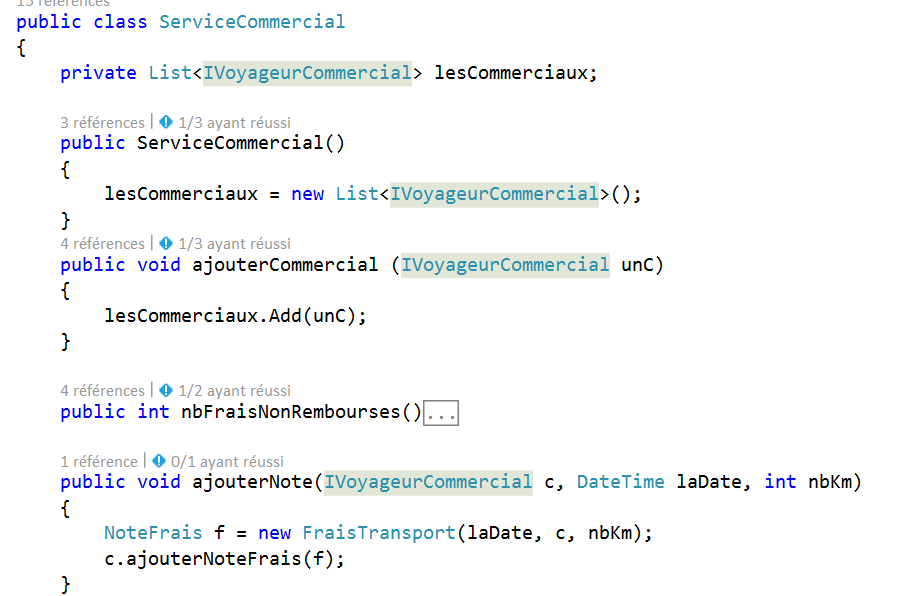 15 références
public class ServiceCommercial
{
private List<IVoyageurCommercial> lesCommerciaux;
3 références | 1/3 ayant réussi
public ServiceCommercial()
{
lesCommerciaux = new List<IVoyageurCommercial>();
}
4 références | 1/3 ayant réussi
public void ajouterCommercial (IVoyageurCommercial unC)
{
lesCommerciaux.Add(unC);
}
4 références | 1/2 ayant réussi
public int nbFraisNonRembourses()...
1 référence | 0/1 ayant réussi
public void ajouterNote(IVoyageurCommercial c, DateTime laDate, int nbKm)
{
NoteFrais f = new FraisTransport(laDate, c, nbKm);
c.ajouterNoteFrais(f);
}